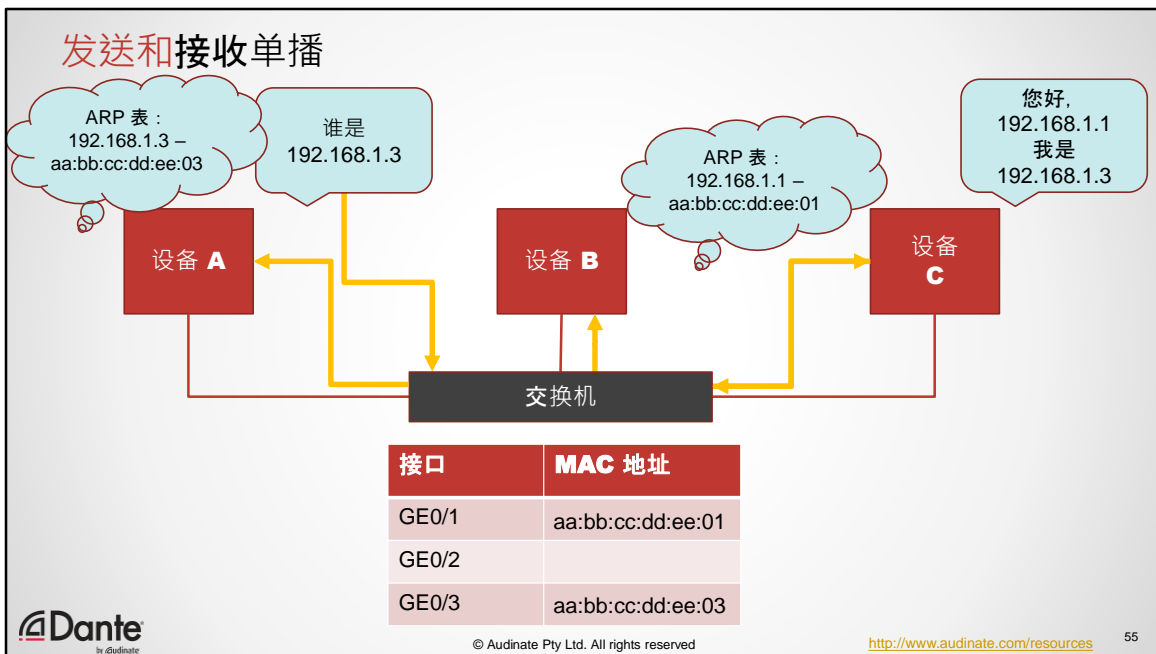 发送和接收单播
ARP 表：
192.168.1.3 –
aa:bb:cc:dd:ee:03
谁是
192.168.1.3
ARP 表：
192.168.1.1 –
aa:bb:cc:dd:ee:01
您好,
192.168.1.1
我是
192.168.1.3
设备 A
设备 B
设备
C
交换机
接口 MAC 地址
GE0/1 aa:bb:cc:dd:ee:01
GE0/2
GE0/3 aa:bb:cc:dd:ee:03
Dante
by Audinate
© Audinate Pty Ltd. All rights reserved
http://www.audinate.com/resources
55